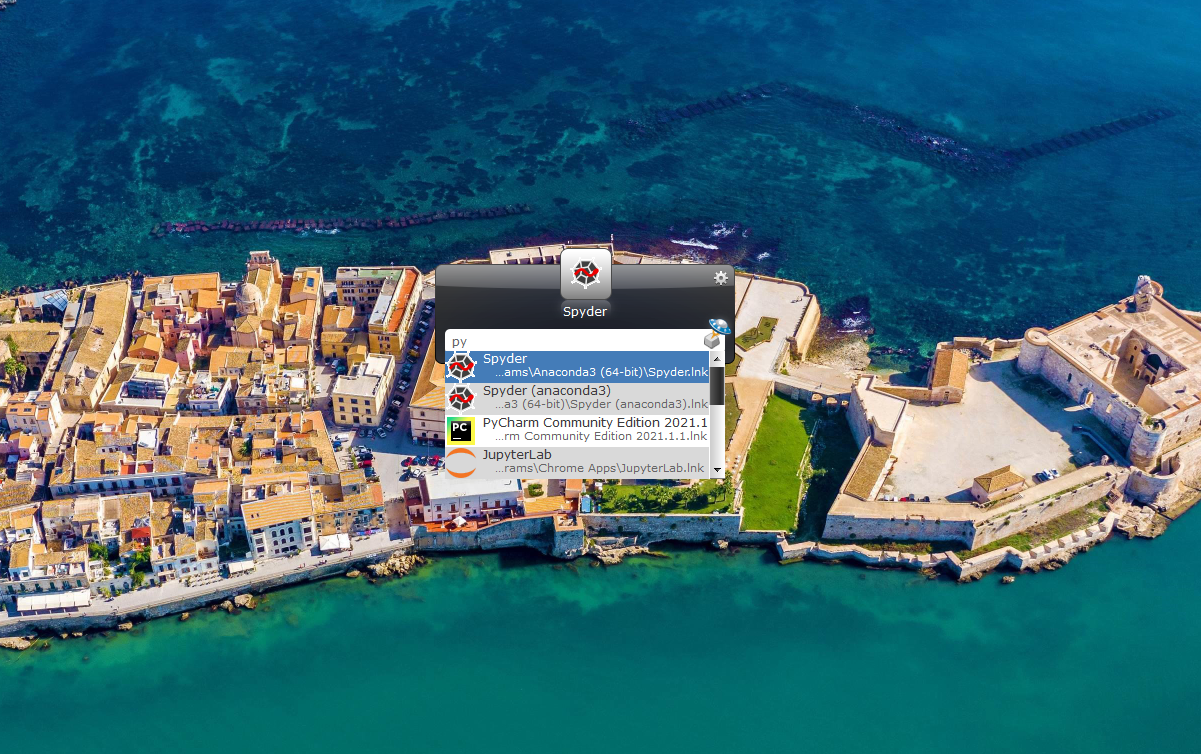 Spyder
py
Spyder
...ams\Anaconda3 (64-bit)\Spyder.lnk
Spyder (anaconda3)
...a3 (64-bit)\Spyder (anaconda3).lnk
PC
PyCharm Community Edition 2021.1
...rm Community Edition 2021.1.1.lnk
JupyterLab
...rams\Chrome Apps\JupyterLab.lnk